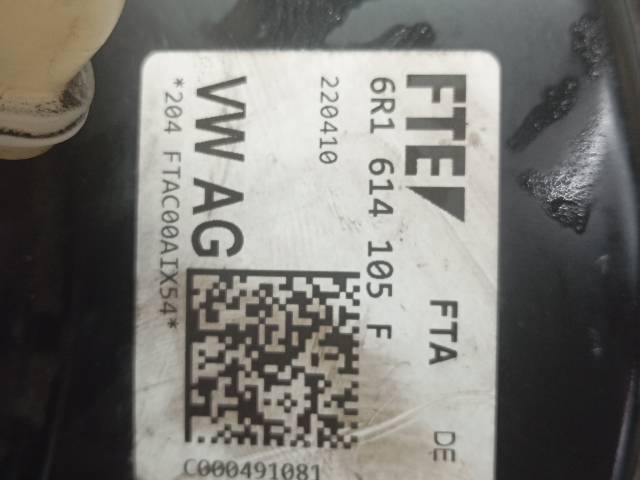 FTE FTA DE
6R1 614 105 F
220410
VW AG
*204 FTAC00AIX54*
C000491081